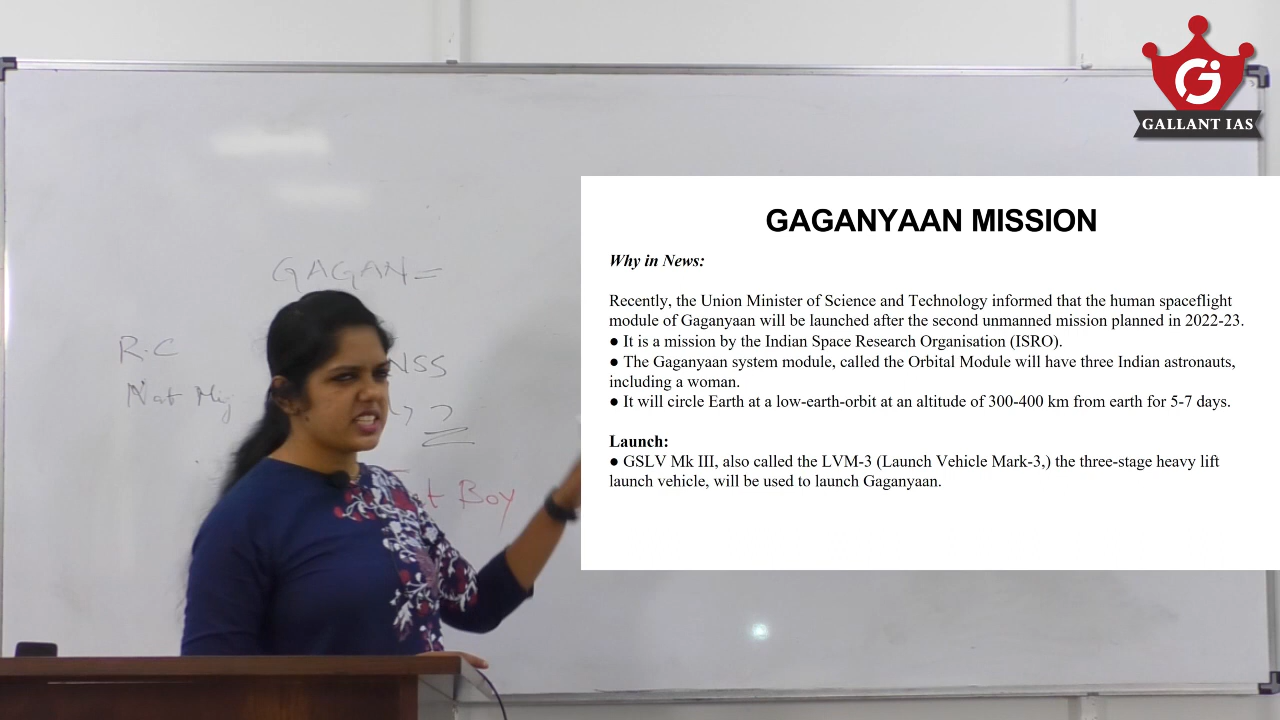 GALLANT IAS
GAGANYAAN MISSION
Why in News:
Recently, the Union Minister of Science and Technology informed that the human spaceflight
module of Gaganyaan will be launched after the second unmanned mission planned in 2022-23.
● It is a mission by the Indian Space Research Organisation (ISRO).
● The Gaganyaan system module, called the Orbital Module will have three Indian astronauts,
including a woman.
● It will circle Earth at a low-earth-orbit at an altitude of 300-400 km from earth for 5-7 days.
Launch:
● GSLV Mk III, also called the LVM-3 (Launch Vehicle Mark-3,) the three-stage heavy lift
launch vehicle, will be used to launch Gaganyaan.
GAGAN =
R.C
NSS
Nat
Boy